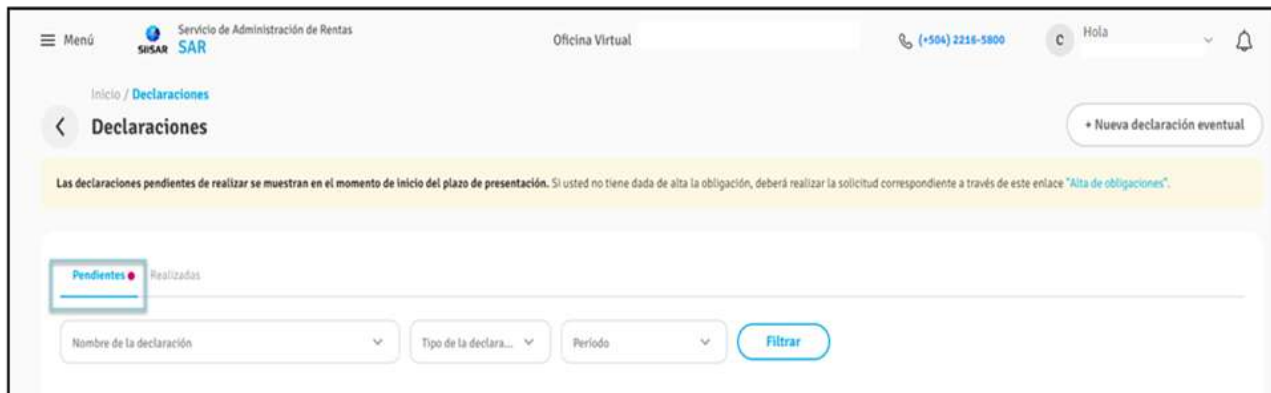 Menú
SIISAR
Servicio de Administración de Rentas
SAR
Oficina Virtual
(+504) 2216-5800
C
Hola
Inicio / Declaraciones
Declaraciones
+ Nueva declaración eventual
Las declaraciones pendientes de realizar se muestran en el momento de inicio del plazo de presentación. Si usted no tiene dada de alta la obligación, deberá realizar la solicitud correspondiente a través de este enlace "Alta de obligaciones".
Pendientes
Realizadas
Nombre de la declaración
Tipo de la declara...
Período
Filtrar